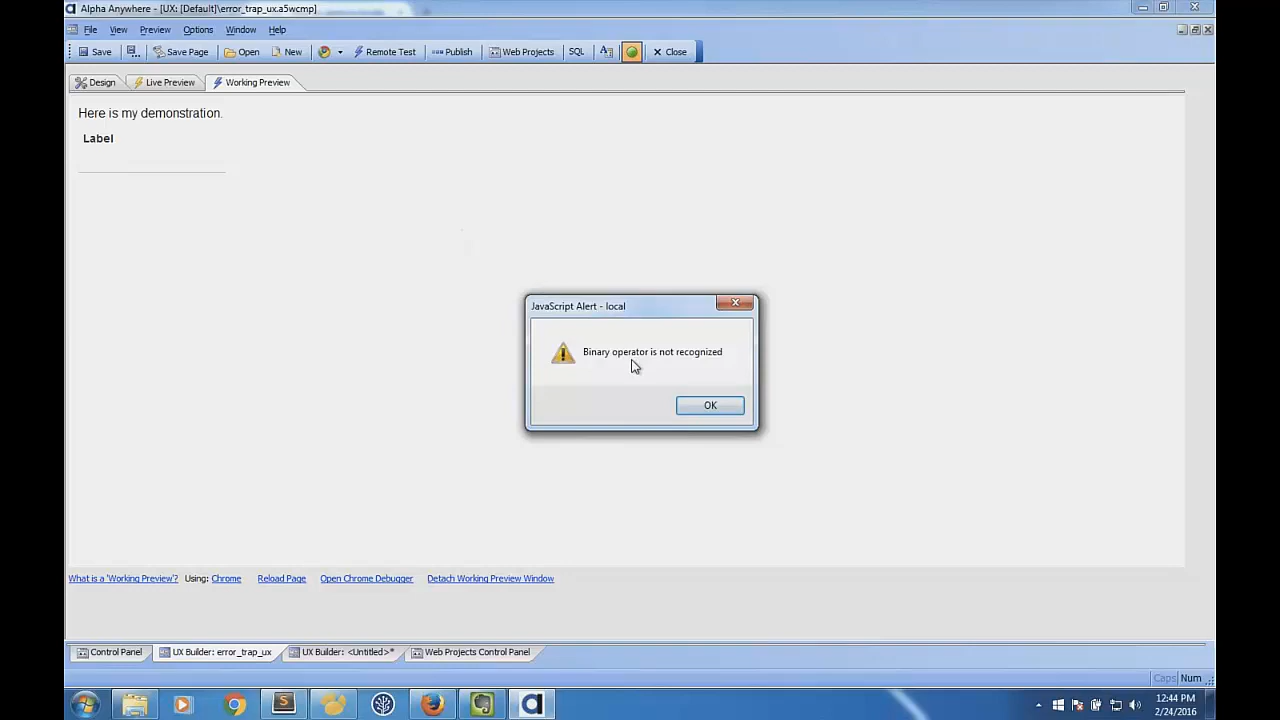 Alpha Anywhere - [UX: [Default]\error_trap_ux.a5wcmp]
File View Preview Options Window Help
Save Save Page Open New Remote Test Publish Web Projects SQL Close
Design Live Preview Working Preview
Here is my demonstration.
Label
JavaScript Alert - local
Binary operator is not recognized
OK
What is a 'Working Preview'? Using: Chrome Reload Page Open Chrome Debugger Detach Working Preview Window
Control Panel UX Builder: error_trap_ux UX Builder: <Untitled>* Web Projects Control Panel
Caps Num
12:44 PM
2/24/2016